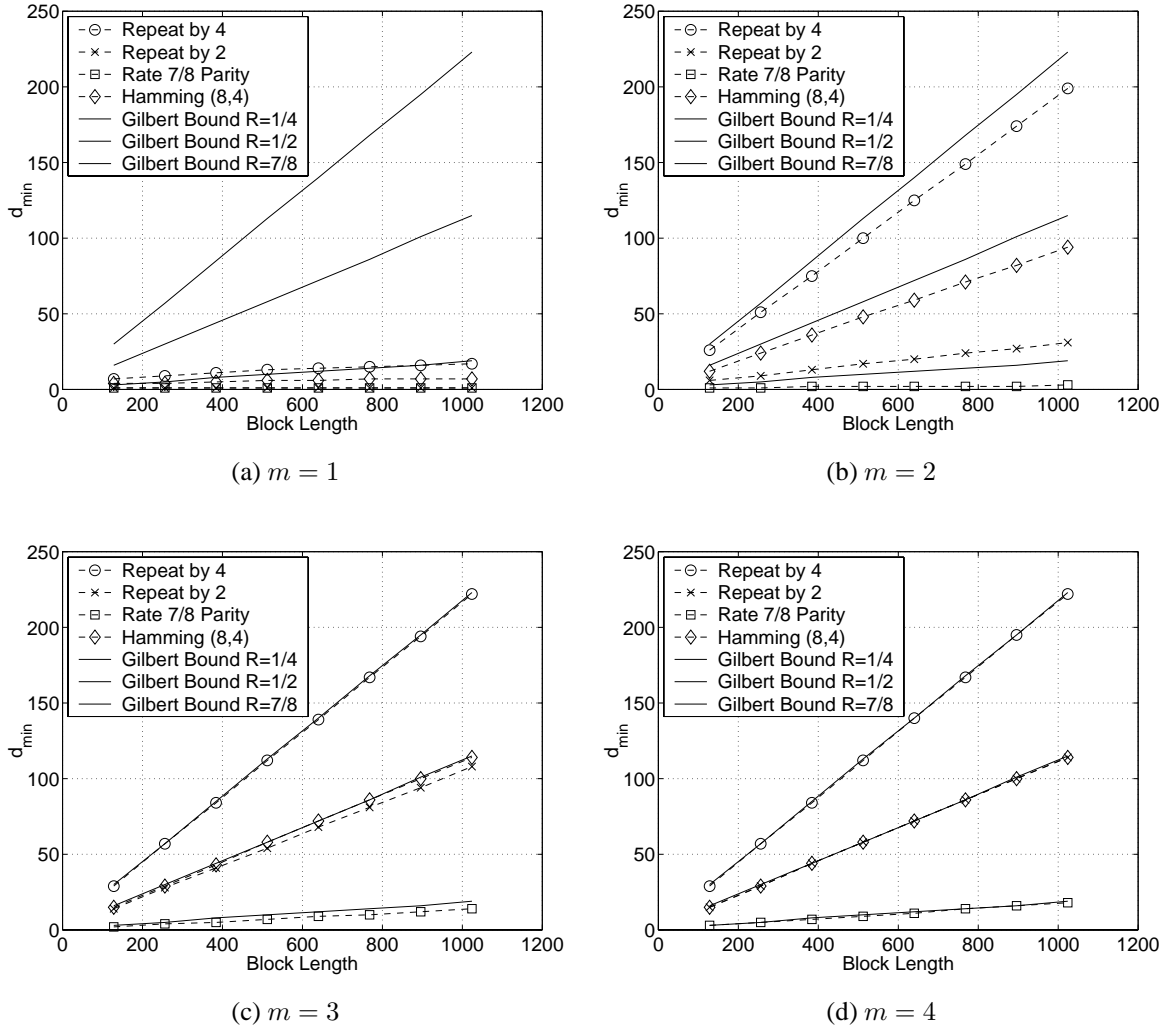 250
200
150
100
50
0
d_min
Repeat by 4
Repeat by 2
Rate 7/8 Parity
Hamming (8,4)
Gilbert Bound R=1/4
Gilbert Bound R=1/2
Gilbert Bound R=7/8
0 200 400 600 800 1000 1200
Block Length
(a) m = 1
250
200
150
100
50
0
d_min
Repeat by 4
Repeat by 2
Rate 7/8 Parity
Hamming (8,4)
Gilbert Bound R=1/4
Gilbert Bound R=1/2
Gilbert Bound R=7/8
0 200 400 600 800 1000 1200
Block Length
(b) m = 2
250
200
150
100
50
0
d_min
Repeat by 4
Repeat by 2
Rate 7/8 Parity
Hamming (8,4)
Gilbert Bound R=1/4
Gilbert Bound R=1/2
Gilbert Bound R=7/8
0 200 400 600 800 1000 1200
Block Length
(c) m = 3
250
200
150
100
50
0
d_min
Repeat by 4
Repeat by 2
Rate 7/8 Parity
Hamming (8,4)
Gilbert Bound R=1/4
Gilbert Bound R=1/2
Gilbert Bound R=7/8
0 200 400 600 800 1000 1200
Block Length
(d) m = 4